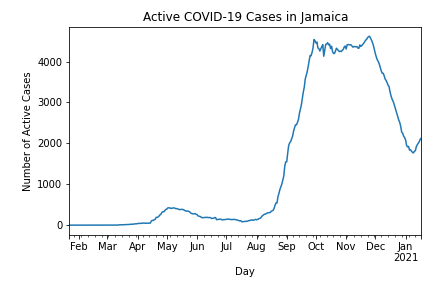 Active COVID-19 Cases in Jamaica
Number of Active Cases
4000
3000
2000
1000
0
Feb Mar Apr May Jun Jul Aug Sep Oct Nov Dec Jan
2021
Day